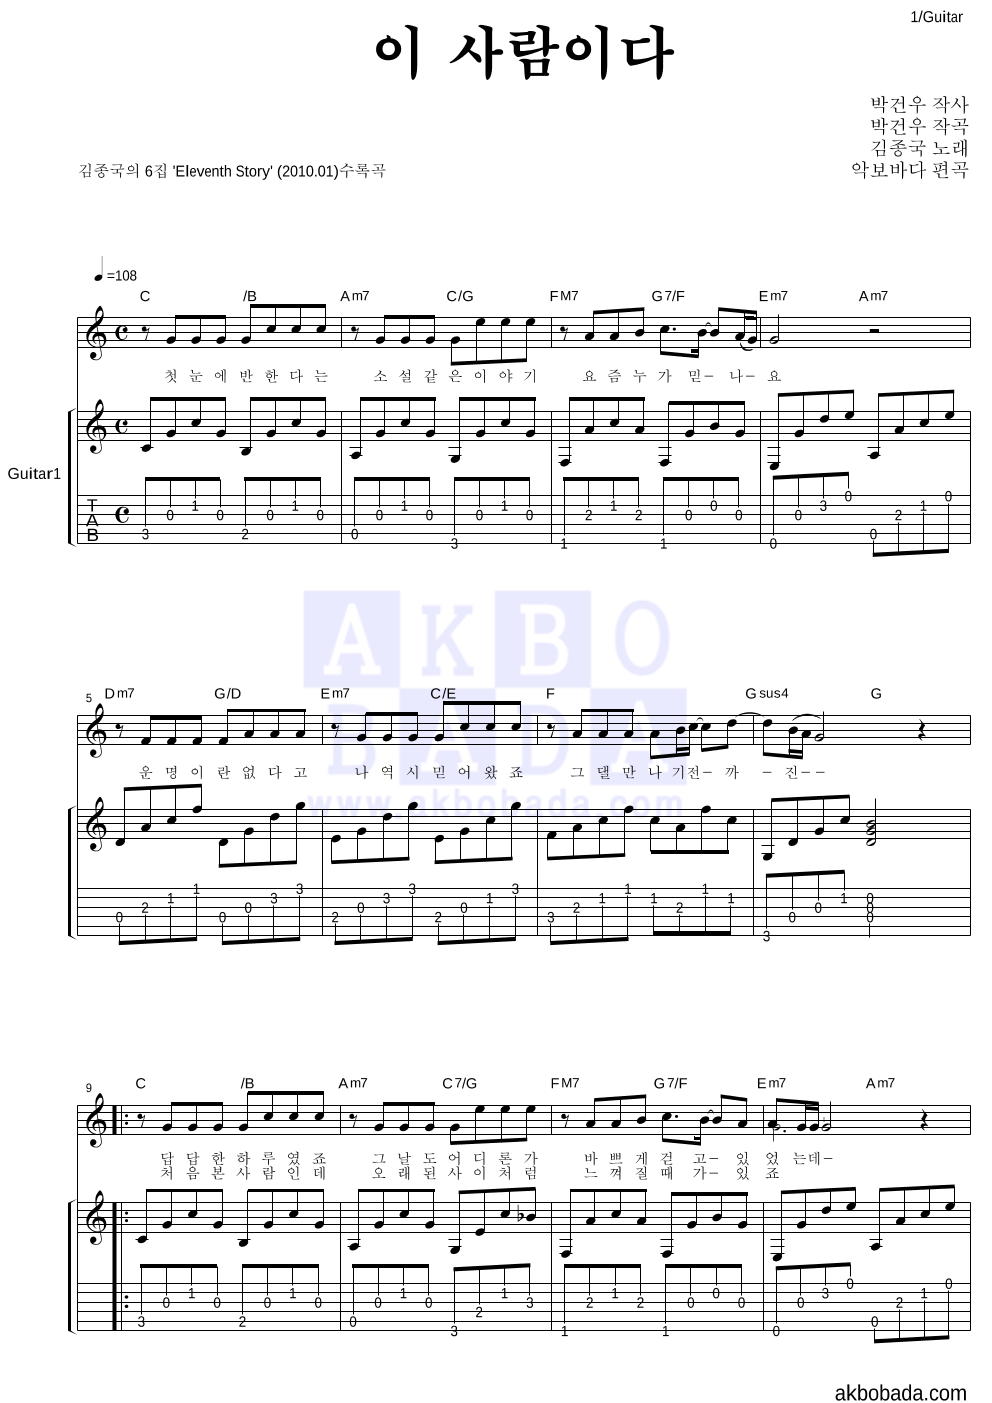 1/Guitar
이 사람이다
박건우 작사
박건우 작곡
김종국 노래
악보바다 편곡
김종국의 6집 'Eleventh Story' (2010.01)수록곡
=108
C /B Am7 C/G FM7 G7/F Em7 Am7
첫 눈 에 반 한 다 는 소 설 같 은 이 야 기 요 즘 누 가 믿- 나- 요
Guitar1
T
A
B
0 1 0 0 1 0 0 1 0 0 1 0 2 1 2 0 0 0 0 3 0 2 1 0
3 2 0 3 1 1 0 0
AKBO
BADA
www.akbobada.com
5
Dm7 G/D Em7 C/E F Gsus4 G
운 명 이 란 없 다 고 나 역 시 믿 어 왔 죠 그 댈 만 나 기 전- 까 - 진--
0 2 1 1 0 0 3 3 2 0 3 3 2 0 1 3 3 2 1 1 1 2 1 1 3 0 0 1 0 0 0
9
C /B Am7 C7/G FM7 G7/F Em7 Am7
답 답 한 하 루 였 죠 그 날 도 어 디 론 가 바 쁘 게 걷 고- 있 었 는데-
처 음 본 사 람 인 데 오 래 된 사 이 처 럼 느 껴 질 때 가- 있 죠
3 0 1 0 2 0 1 0 0 0 1 0 3 2 1 3 1 2 1 2 1 0 0 0 0 0 3 0 0 2 1 0
akbobada.com